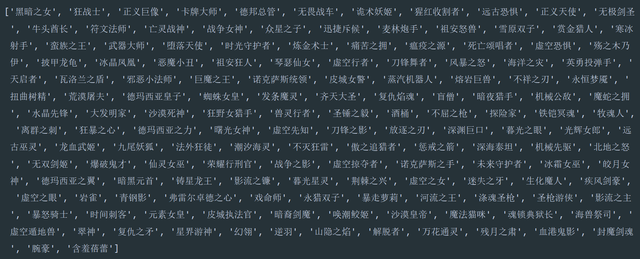 ['黑暗之女', '狂战士', '正义巨像', '卡牌大师', '德邦总管', '无畏战车', '诡术妖姬', '猩红收割者', '远古恐惧', '正义天使', '无极剑圣',
'牛头酋长', '符文法师', '亡灵战神', '战争女神', '众星之子', '迅捷斥候', '麦林炮手', '祖安怒兽', '雪原双子', '赏金猎人', '寒冰
射手', '蛮族之王', '武器大师', '堕落天使', '时光守护者', '炼金术士', '痛苦之拥', '瘟疫之源', '死亡颂唱者', '虚空恐惧', '殇之木乃
伊', '披甲龙龟', '冰晶凤凰', '恶魔小丑', '祖安狂人', '琴瑟仙女', '虚空行者', '刀锋舞者', '风暴之怒', '海洋之灾', '英勇投弹手',
'天启者', '瓦洛兰之盾', '邪恶小法师', '巨魔之王', '诺克萨斯统领', '皮城女警', '蒸汽机器人', '熔岩巨兽', '不祥之刃', '永恒梦魇',
'扭曲树精', '荒漠屠夫', '德玛西亚皇子', '蜘蛛女皇', '发条魔灵', '齐天大圣', '复仇焰魂', '盲僧', '暗夜猎手', '机械公敌', '魔蛇之拥
', '水晶先锋', '大发明家', '沙漠死神', '狂野女猎手', '兽灵行者', '圣锤之毅', '酒桶', '不屈之枪', '探险家', '铁铠冥魂', '牧魂人',
'离群之刺', '狂暴之心', '德玛西亚之力', '曙光女神', '虚空先知', '刀锋之影', '放逐之刃', '深渊巨口', '暮光之眼', '光辉女郎', '远
古巫灵', '龙血武姬', '九尾妖狐', '法外狂徒', '潮汐海灵', '不灭狂雷', '傲之追猎者', '惩戒之箭', '深海泰坦', '机械先驱', '北地之怒
', '无双剑姬', '爆破鬼才', '仙灵女巫', '荣耀行刑官', '战争之影', '虚空掠夺者', '诺克萨斯之手', '未来守护者', '冰霜女巫', '皎月女
神', '德玛西亚之翼', '暗黑元首', '铸星龙王', '影流之镰', '暮光星灵', '荆棘之兴', '虚空之女', '迷失之牙', '生化魔人', '疾风剑豪',
'虚空之眼', '岩雀', '青钢影', '弗雷尔卓德之心', '戏命师', '永猎双子', '暴走萝莉', '河流之王', '涤魂圣枪', '圣枪游侠', '影流之主
', '暴怒骑士', '时间刺客', '元素女皇', '皮城执法官', '暗裔剑魔', '唤潮鲛姬', '沙漠皇帝', '魔法猫咪', '魂锁典狱长', '海兽祭司', '
虚空遁地兽', '翠神', '复仇之矛', '星界游神', '幻翎', '逆羽', '山隐之焰', '解脱者', '万花通灵', '残月之肃', '血港鬼影', '封魔剑魂
', '腕豪', '含羞蓓蕾']